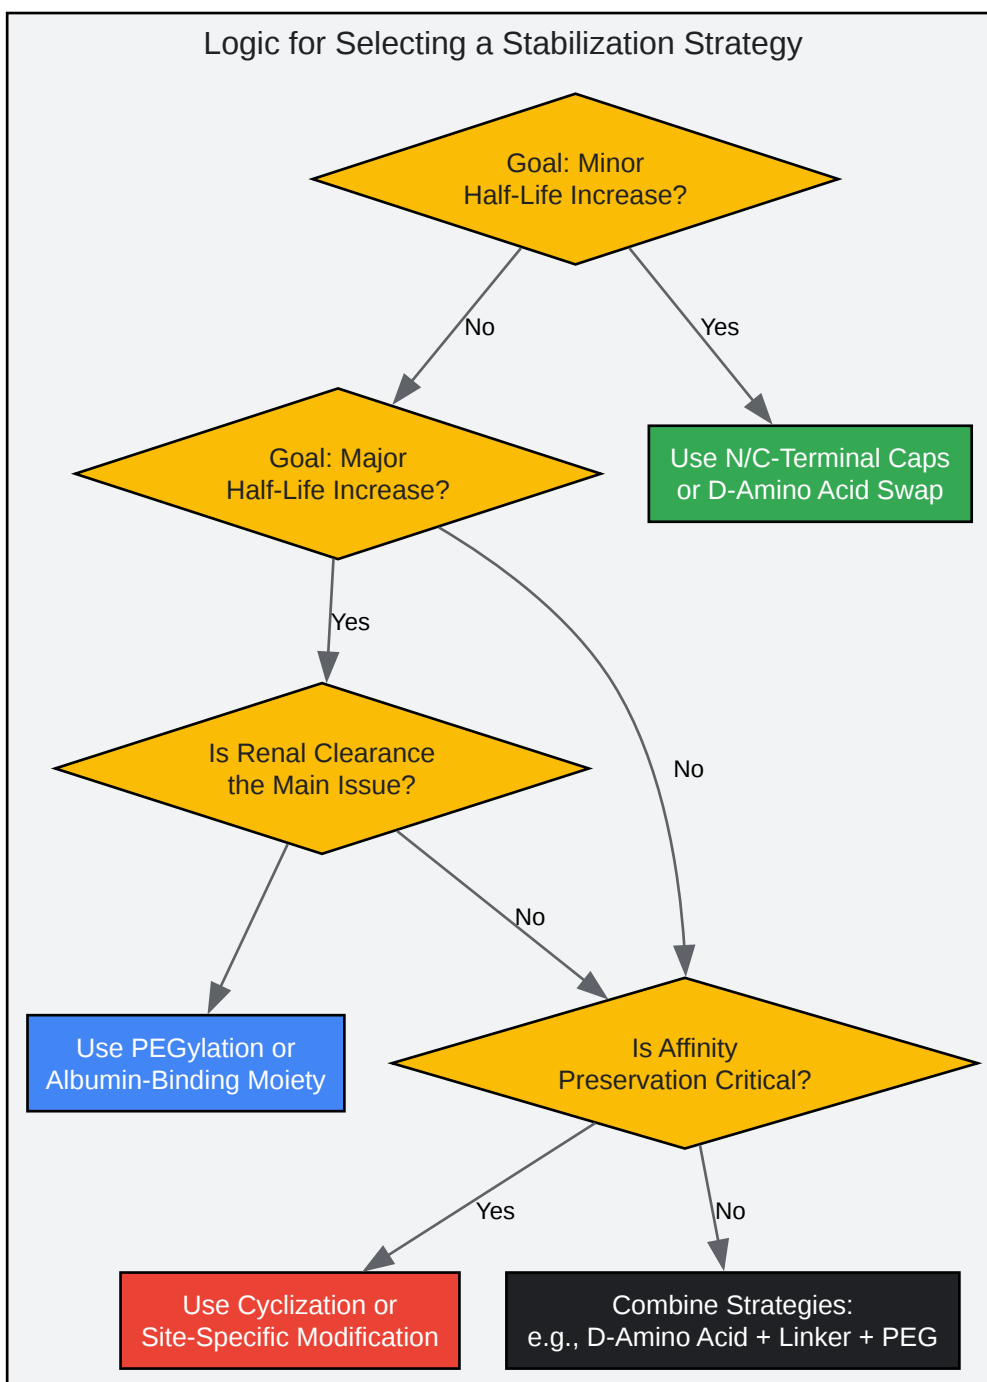 Logic for Selecting a Stabilization Strategy
Goal: Minor
Half-Life Increase?
No
Yes
Goal: Major
Half-Life Increase?
Use N/C-Terminal Caps
or D-Amino Acid Swap
Yes
No
Is Renal Clearance
the Main Issue?
No
Use PEGylation or
Albumin-Binding Moiety
Is Affinity
Preservation Critical?
Yes
No
Use Cyclization or
Site-Specific Modification
Combine Strategies:
e.g., D-Amino Acid + Linker + PEG